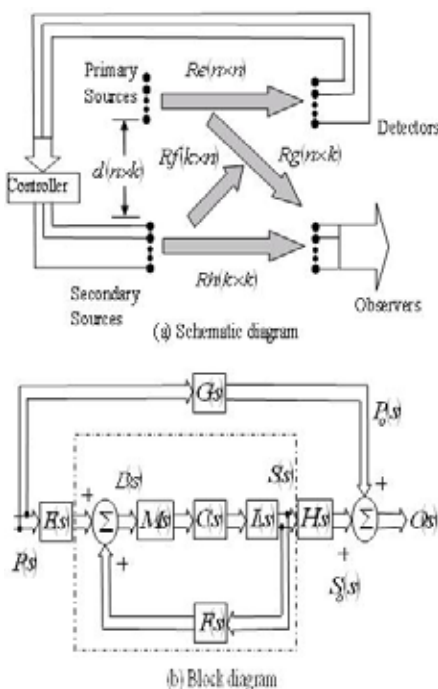 Primary
Sources
Re(n×n)
Detectors
Controller
d(n×k)
Rf(k×n)
Rg(n×k)
Secondary
Sources
Rh(k×k)
Observers
(a) Schematic diagram
G(s)
P₀(s)
D(s)
S(s)
+
+
E(s)
Σ
M(s)
C(s)
L(s)
H(s)
Σ
O(s)
P(s)
+
+
S₀(s)
F(s)
(b) Block diagram